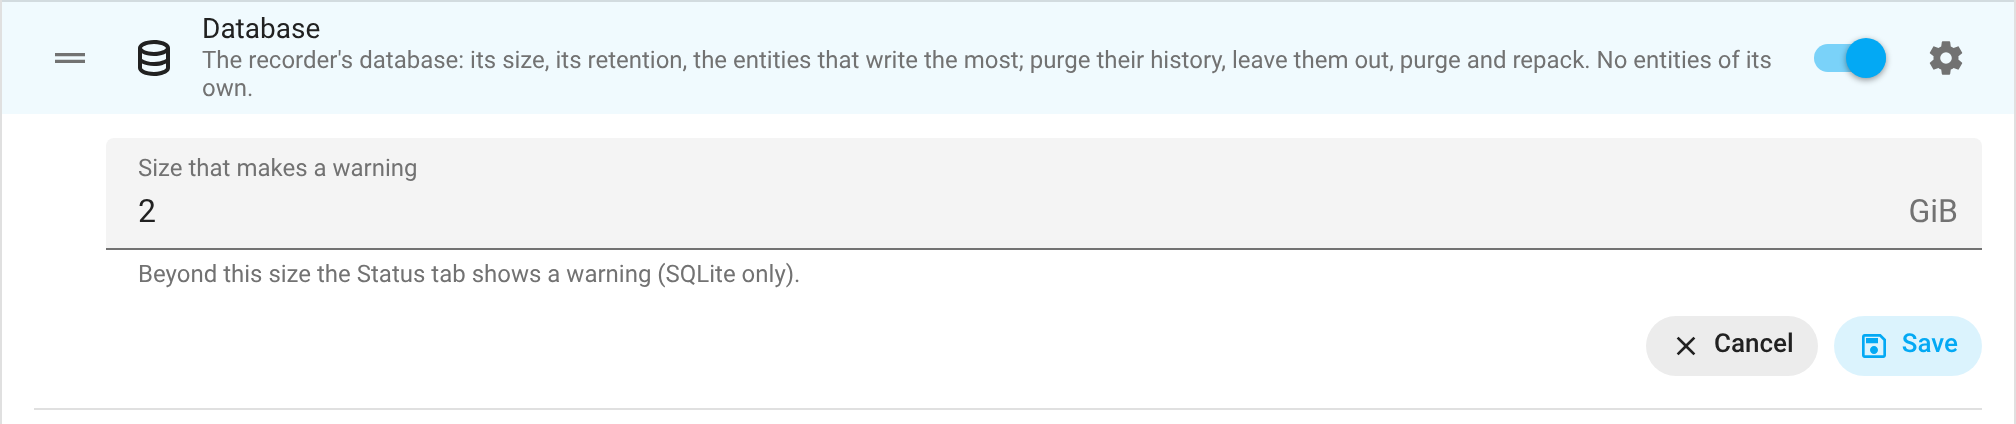 Database
The recorder's database: its size, its retention, the entities that write the most; purge their history, leave them out, purge and repack. No entities of its
own.
Size that makes a warning
2 GiB
Beyond this size the Status tab shows a warning (SQLite only).
Cancel Save